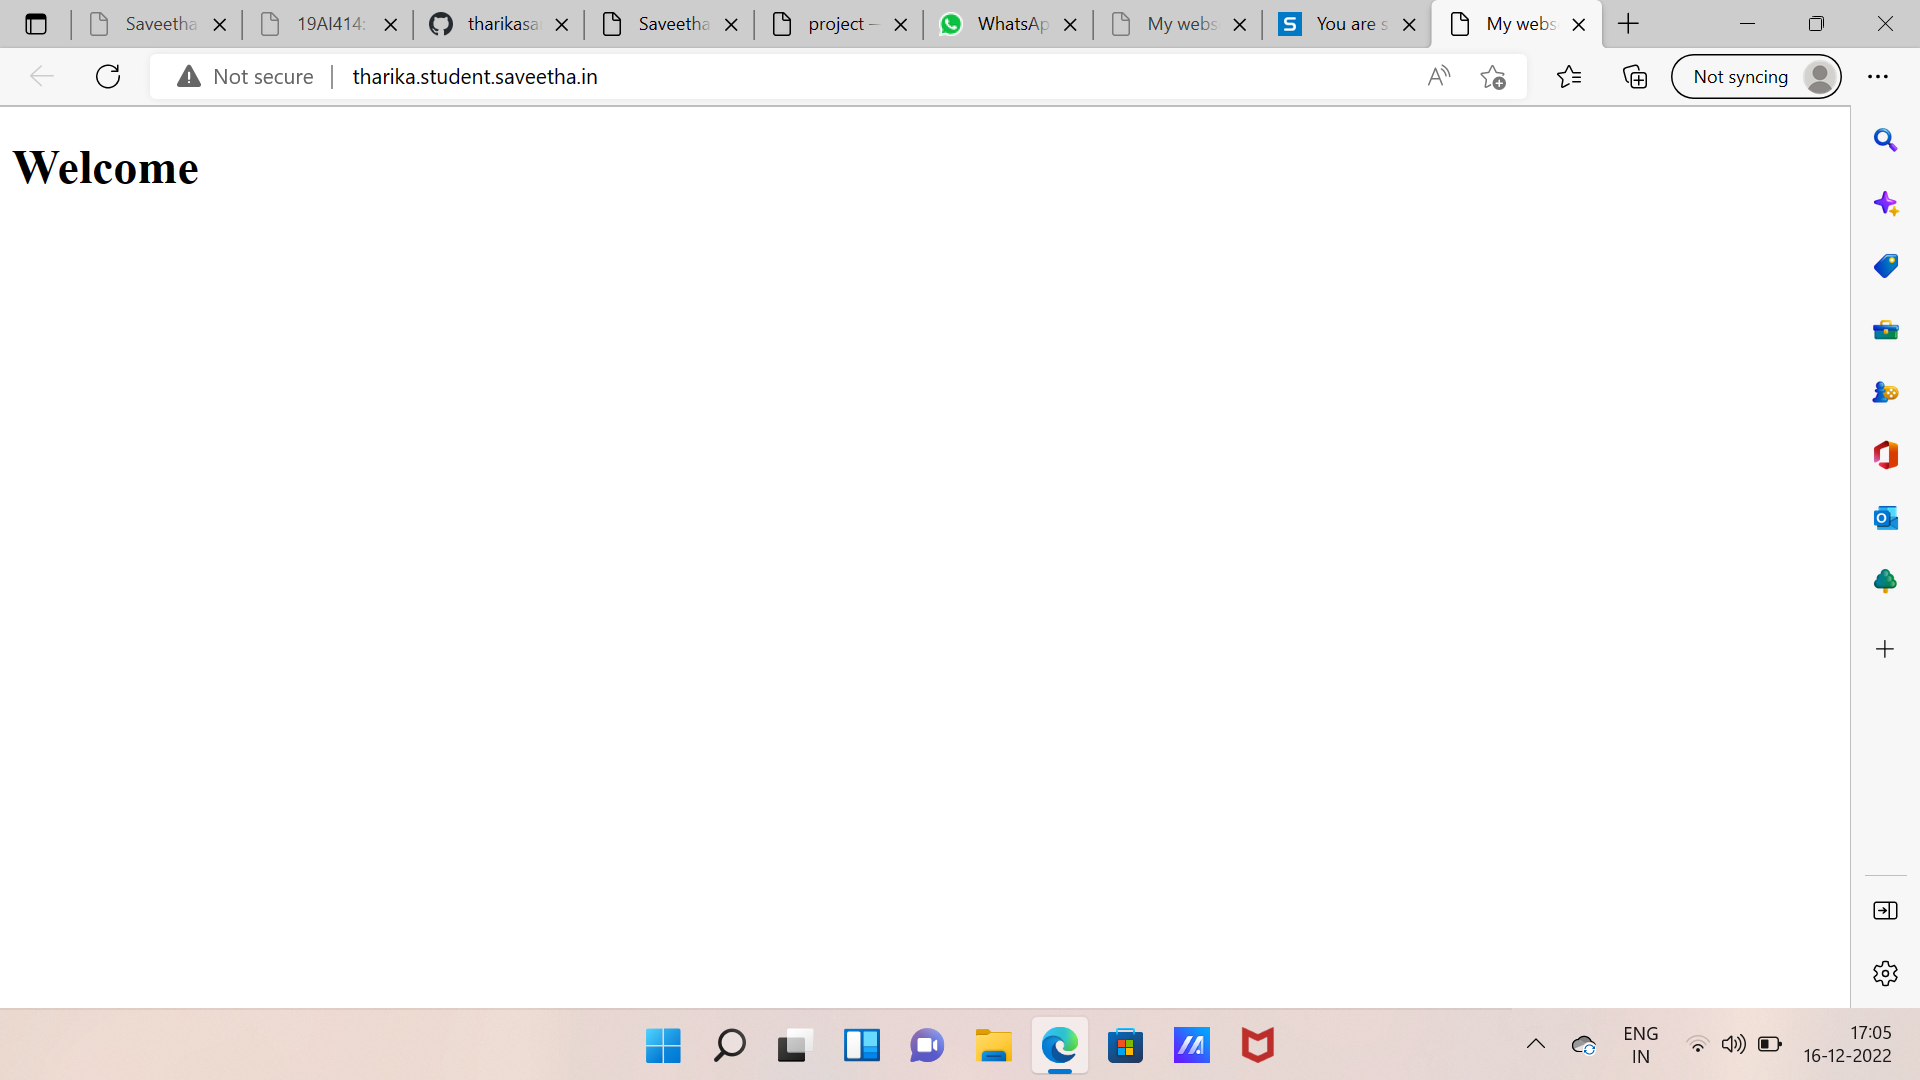 Saveetha
19AI414:
tharikasa
Saveetha
project —
WhatsAp
My webs
You are s
My webs
Not secure
tharika.student.saveetha.in
Not syncing
Welcome
ENG
IN
17:05
16-12-2022